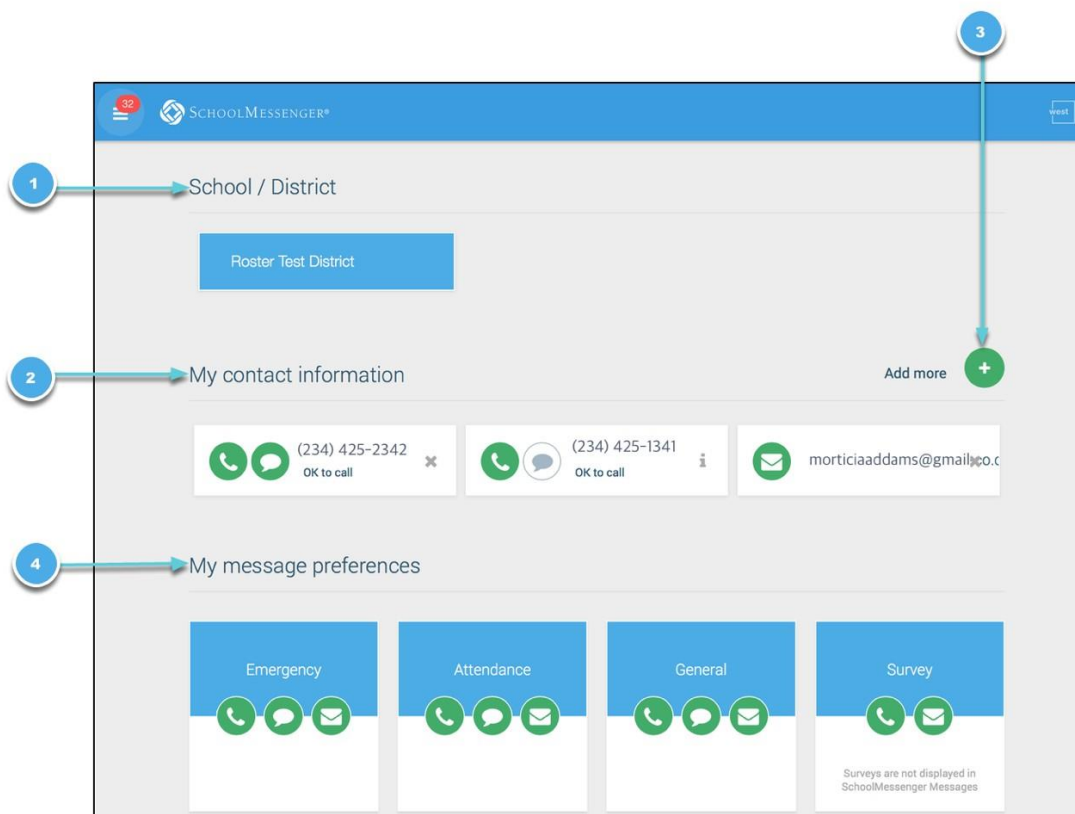 3
32
SCHOOLMESSENGER®
west
1
School / District
Roster Test District
2
My contact information
Add more
(234) 425-2342
OK to call
(234) 425-1341
OK to call
morticiaaddams@gmail
4
My message preferences
Emergency
Attendance
General
Survey
Surveys are not displayed in
SchoolMessenger Messages